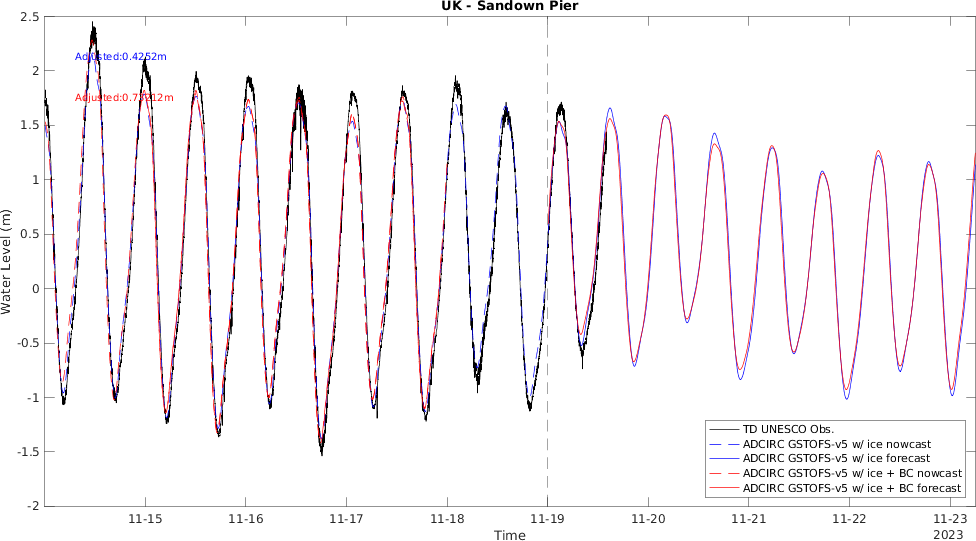 UK - Sandown Pier
2.5
2
1.5
1
0.5
0
-0.5
-1
-1.5
-2
Water Level (m)
Adjusted:0.4252m
TD UNESCO Obs.
ADCIRC GSTOFS-v5 w/ ice nowcast
ADCIRC GSTOFS-v5 w/ ice forecast
ADCIRC GSTOFS-v5 w/ ice + BC nowcast
ADCIRC GSTOFS-v5 w/ ice + BC forecast
11-15 11-16 11-17 11-18 11-19 11-20 11-21 11-22 11-23
Time
2023